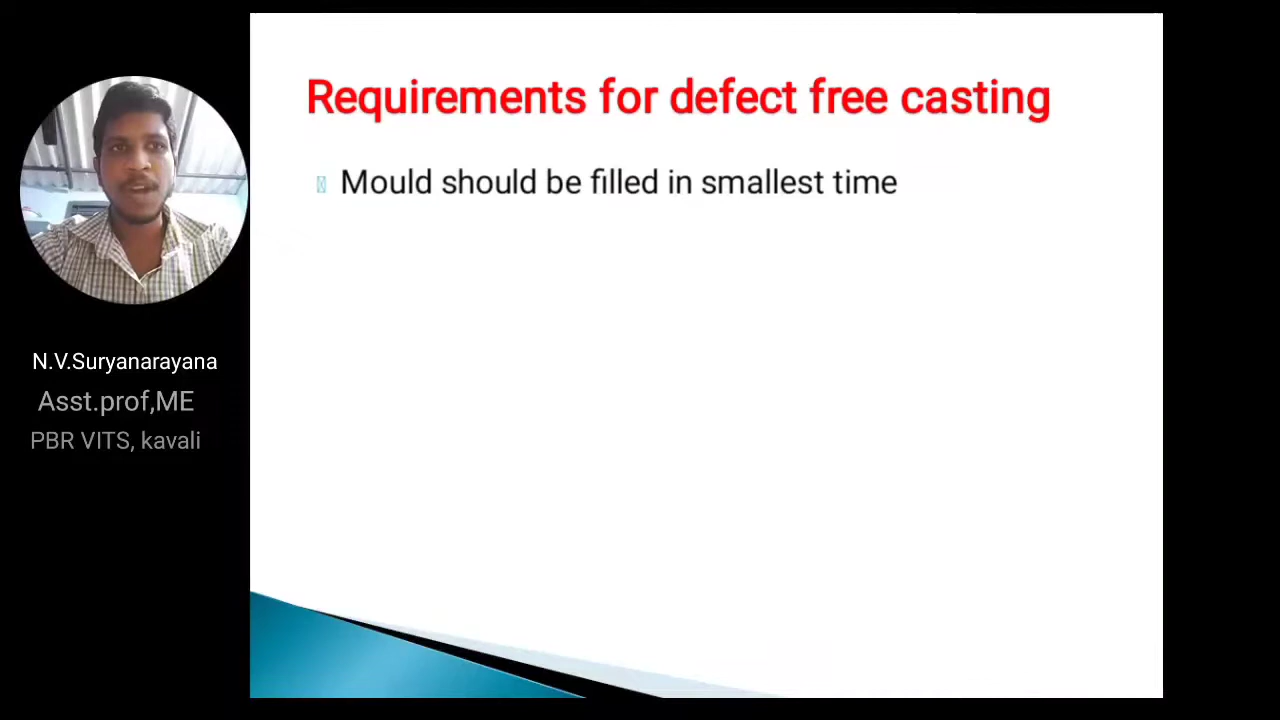 Requirements for defect free casting
Mould should be filled in smallest time
N.V.Suryanarayana
Asst.prof,ME
PBR VITS, kavali